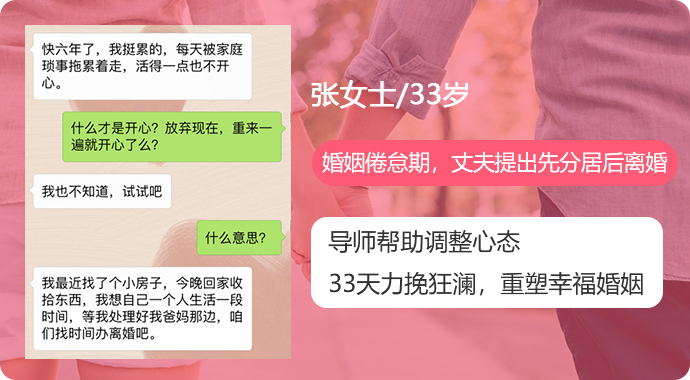 快六年了，我挺累的，每天被家庭
琐事拖累着走，活得一点也不开
心。
什么才是开心？放弃现在，重来一
遍就开心了么？
我也不知道，试试吧
什么意思？
我最近找了个小房子，今晚回家收
拾东西，我想自己一个人生活一段
时间，等我处理好我爸妈那边，咱
们找时间办离婚吧。
张女士/33岁
婚姻倦怠期，丈夫提出先分居后离婚
导师帮助调整心态
33天力挽狂澜，重塑幸福婚姻